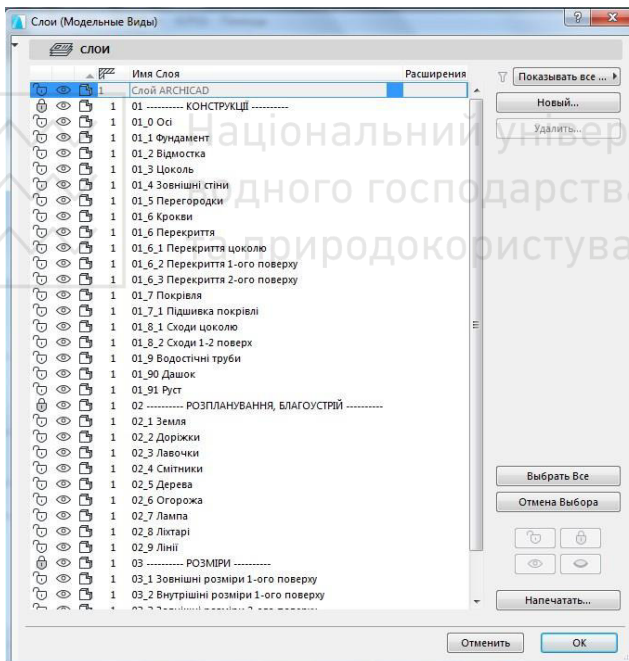 Слои (Модельные Виды)
СЛОИ
Имя Слоя Расширения
Показывать все ...
1 Слой ARCHICAD
Новый...
1 01 ---------- КОНСТРУКЦІЇ ----------
Удалить...
1 01_0 Осі
1 01_1 Фундамент
1 01_2 Відмостка
1 01_3 Цоколь
1 01_4 Зовнішні стіни
1 01_5 Перегородки
1 01_6 Крокви
1 01_6 Перекриття
1 01_6_1 Перекриття цоколю
1 01_6_2 Перекриття 1-ого поверху
1 01_6_3 Перекриття 2-ого поверху
1 01_7 Покрівля
1 01_7_1 Підшивка покрівлі
1 01_8_1 Сходи цоколю
1 01_8_2 Сходи 1-2 поверх
1 01_9 Водостічні труби
1 01_90 Дашок
1 01_91 Руст
1 02 ---------- РОЗПЛАНУВАННЯ, БЛАГОУСТРІЙ ----------
1 02_1 Земля
1 02_2 Доріжки
1 02_3 Лавочки
1 02_4 Смітники
1 02_5 Дерева
1 02_6 Огорожа
1 02_7 Лампа
1 02_8 Ліхтарі
1 02_9 Лінії
1 03 ---------- РОЗМІРИ ----------
1 03_1 Зовнішні розміри 1-ого поверху
1 03_2 Внутрішні розміри 1-ого поверху
Выбрать Все
Отмена Выбора
Напечатать...
Отменить OK
Національний універ
водного господарства
та природокористува